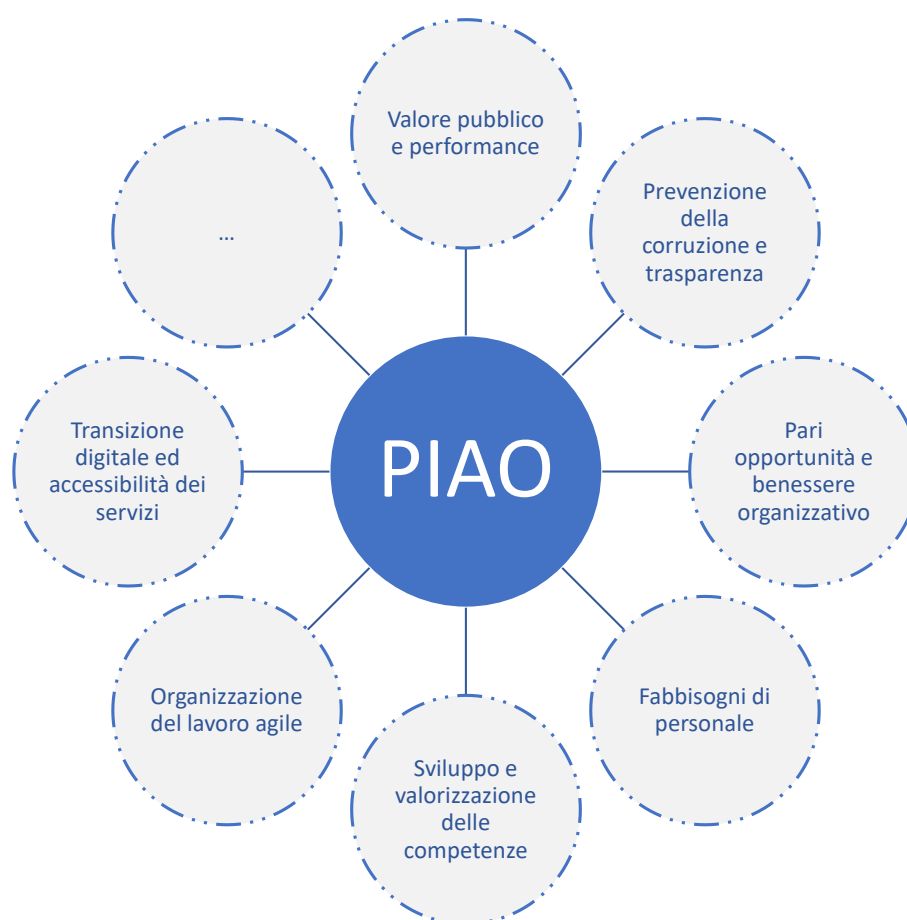 Valore pubblico
e performance
Prevenzione
della
corruzione e
trasparenza
Pari
opportunità e
benessere
organizzativo
Fabbisogni di
personale
Sviluppo e
valorizzazione
delle
competenze
Organizzazione
del lavoro agile
Transizione
digitale ed
accessibilità dei
servizi
...
PIAO